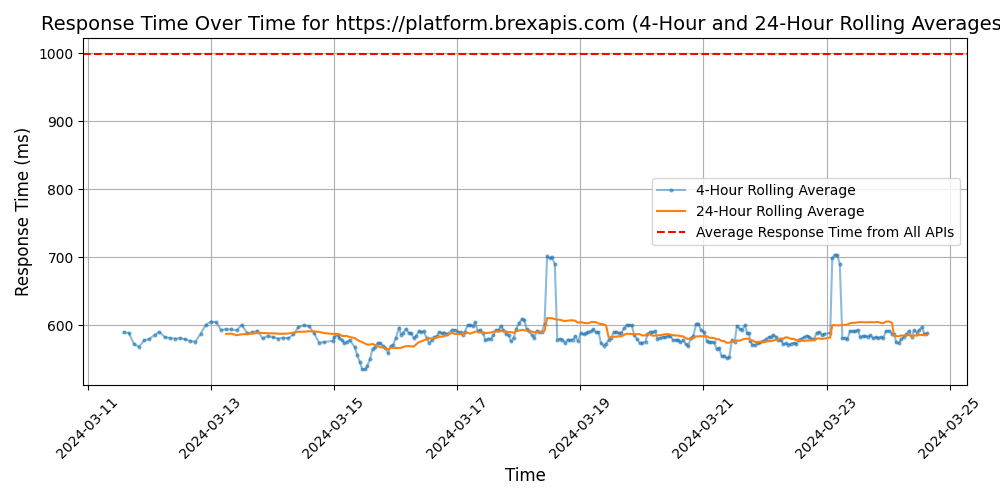 Response Time Over Time for https://platform.brexapis.com (4-Hour and 24-Hour Rolling Averages
1000
900
800
700
600
Response Time (ms)
4-Hour Rolling Average
24-Hour Rolling Average
Average Response Time from All APIs
2024-03-11
2024-03-13
2024-03-15
2024-03-17
2024-03-19
2024-03-21
2024-03-23
2024-03-25
Time